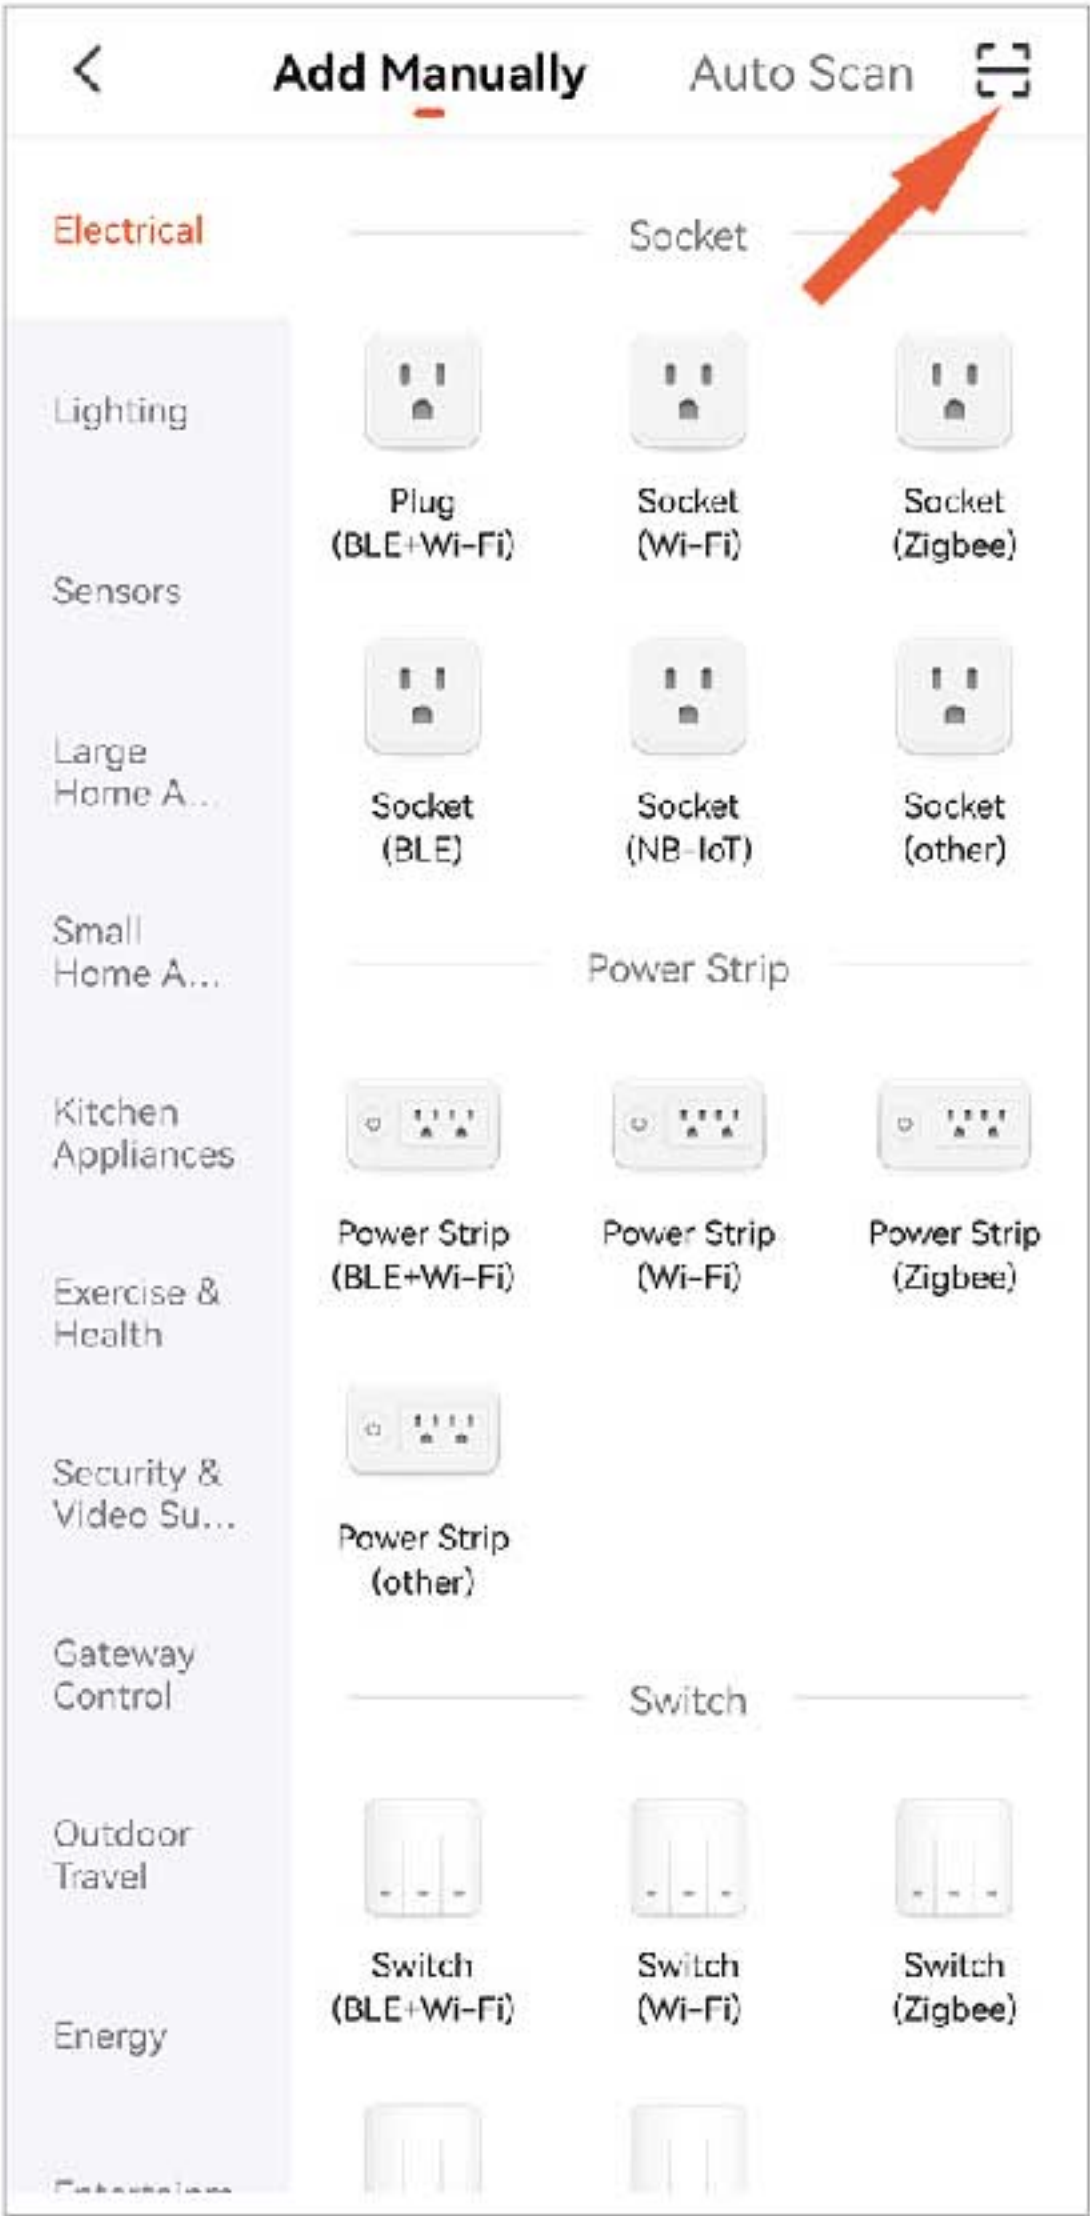 Add Manually
Auto Scan
Electrical
Lighting
Sensors
Large
Home A...
Small
Home A...
Kitchen
Appliances
Exercise &
Health
Security &
Video Su...
Gateway
Control
Outdoor
Travel
Energy
Socket
Plug
(BLE+Wi-Fi)
Socket
(Wi-Fi)
Socket
(Zigbee)
Socket
(BLE)
Socket
(NB-IoT)
Socket
(other)
Power Strip
Power Strip
(BLE+Wi-Fi)
Power Strip
(Wi-Fi)
Power Strip
(Zigbee)
Power Strip
(other)
Switch
Switch
(BLE+Wi-Fi)
Switch
(Wi-Fi)
Switch
(Zigbee)